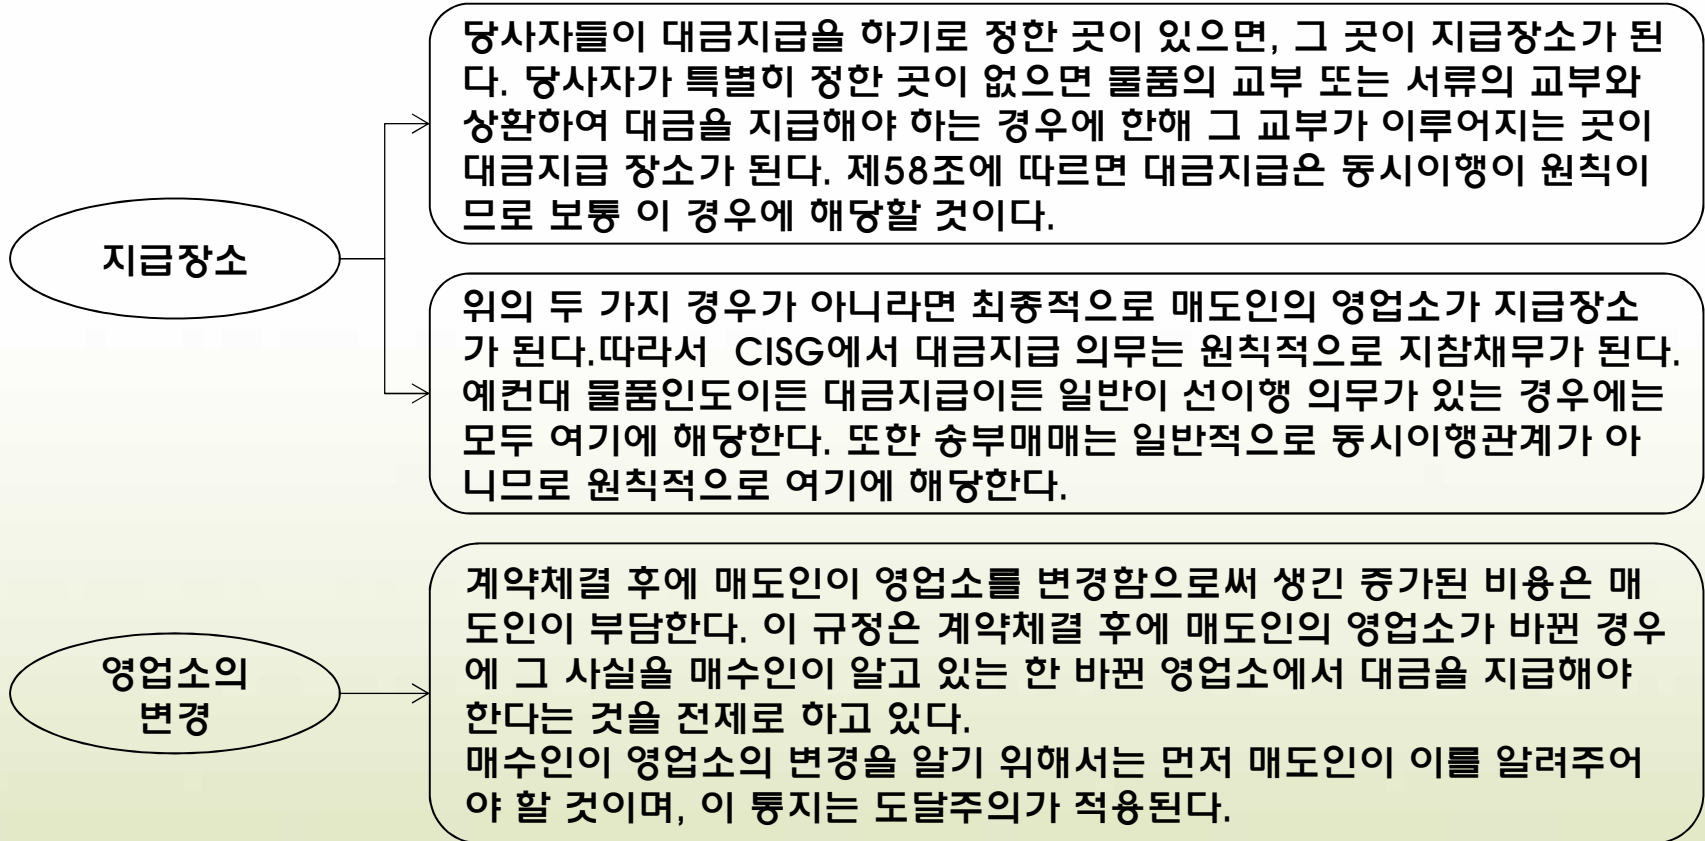 당사자들이 대금지급을 하기로 정한 곳이 있으면, 그 곳이 지급장소가 된
다. 당사자가 특별히 정한 곳이 없으면 물품의 교부 또는 서류의 교부와
상환하여 대금을 지급해야 하는 경우에 한해 그 교부가 이루어지는 곳이
대금지급 장소가 된다. 제58조에 따르면 대금지급은 동시이행이 원칙이
므로 보통 이 경우에 해당할 것이다.
지급장소
위의 두 가지 경우가 아니라면 최종적으로 매도인의 영업소가 지급장소
가 된다.따라서 CISG에서 대금지급 의무는 원칙적으로 지참채무가 된다.
예컨대 물품인도이든 대금지급이든 일반이 선이행 의무가 있는 경우에는
모두 여기에 해당한다. 또한 송부매매는 일반적으로 동시이행관계가 아
니므로 원칙적으로 여기에 해당한다.
계약체결 후에 매도인이 영업소를 변경함으로써 생긴 증가된 비용은 매
도인이 부담한다. 이 규정은 계약체결 후에 매도인의 영업소가 바뀐 경우
에 그 사실을 매수인이 알고 있는 한 바뀐 영업소에서 대금을 지급해야
한다는 것을 전제로 하고 있다.
매수인이 영업소의 변경을 알기 위해서는 먼저 매도인이 이를 알려주어
야 할 것이며, 이 통지는 도달주의가 적용된다.
영업소의
변경